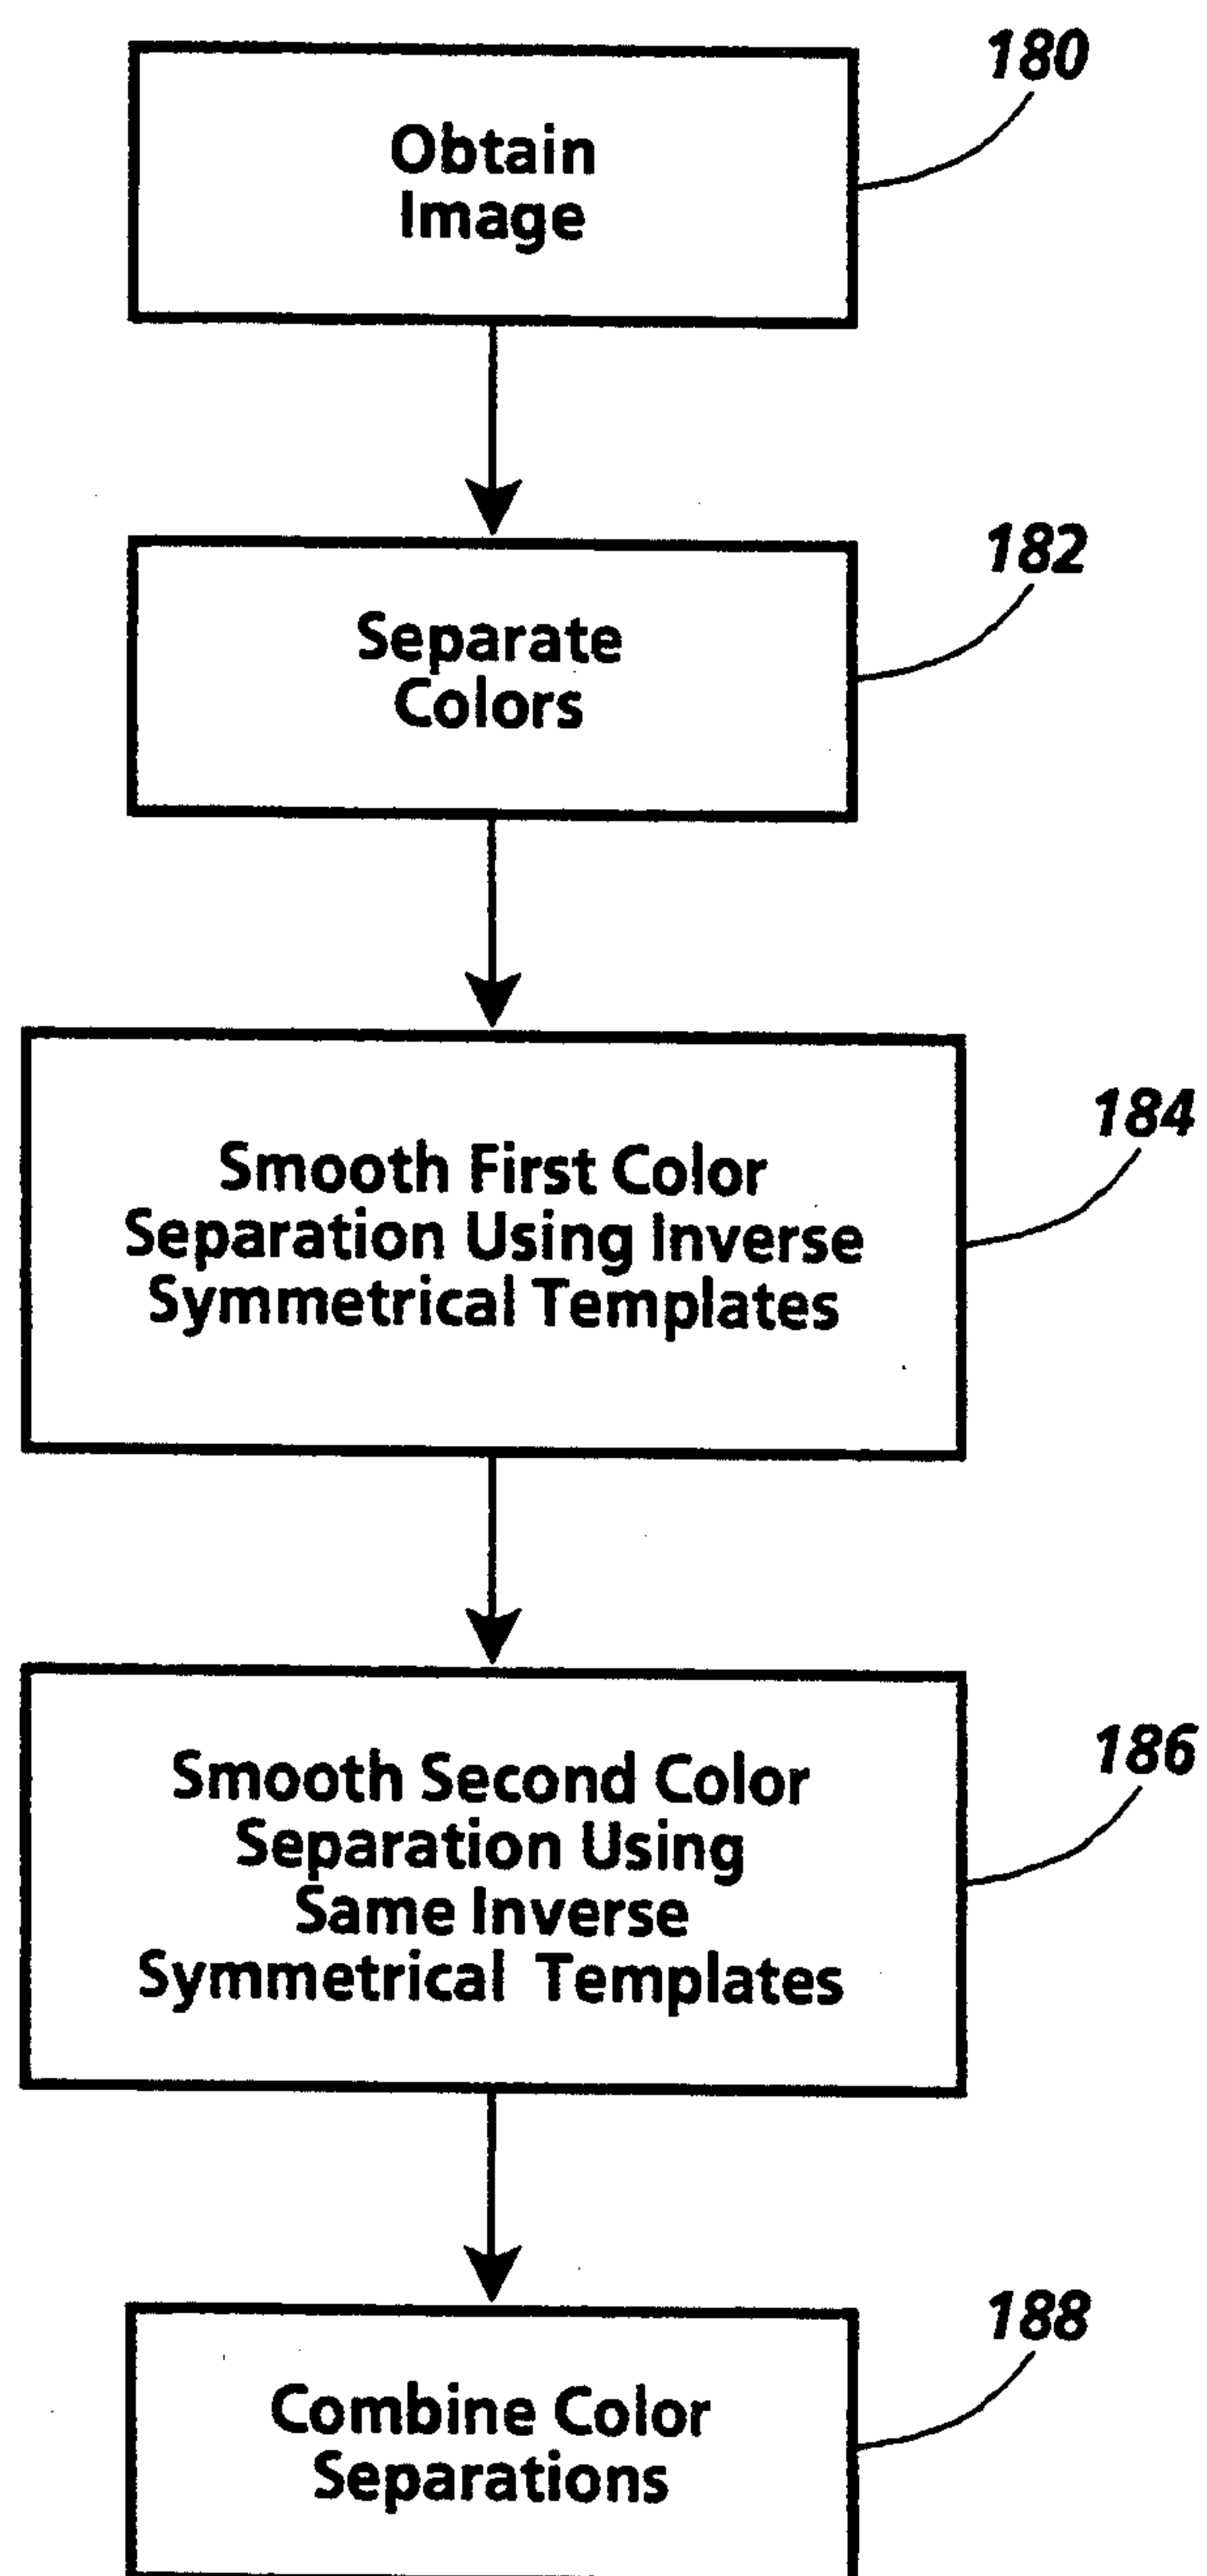 180
Obtain
Image
182
Separate
Colors
184
Smooth First Color
Separation Using Inverse
Symmetrical Templates
186
Smooth Second Color
Separation Using
Same Inverse
Symmetrical Templates
188
Combine Color
Separations